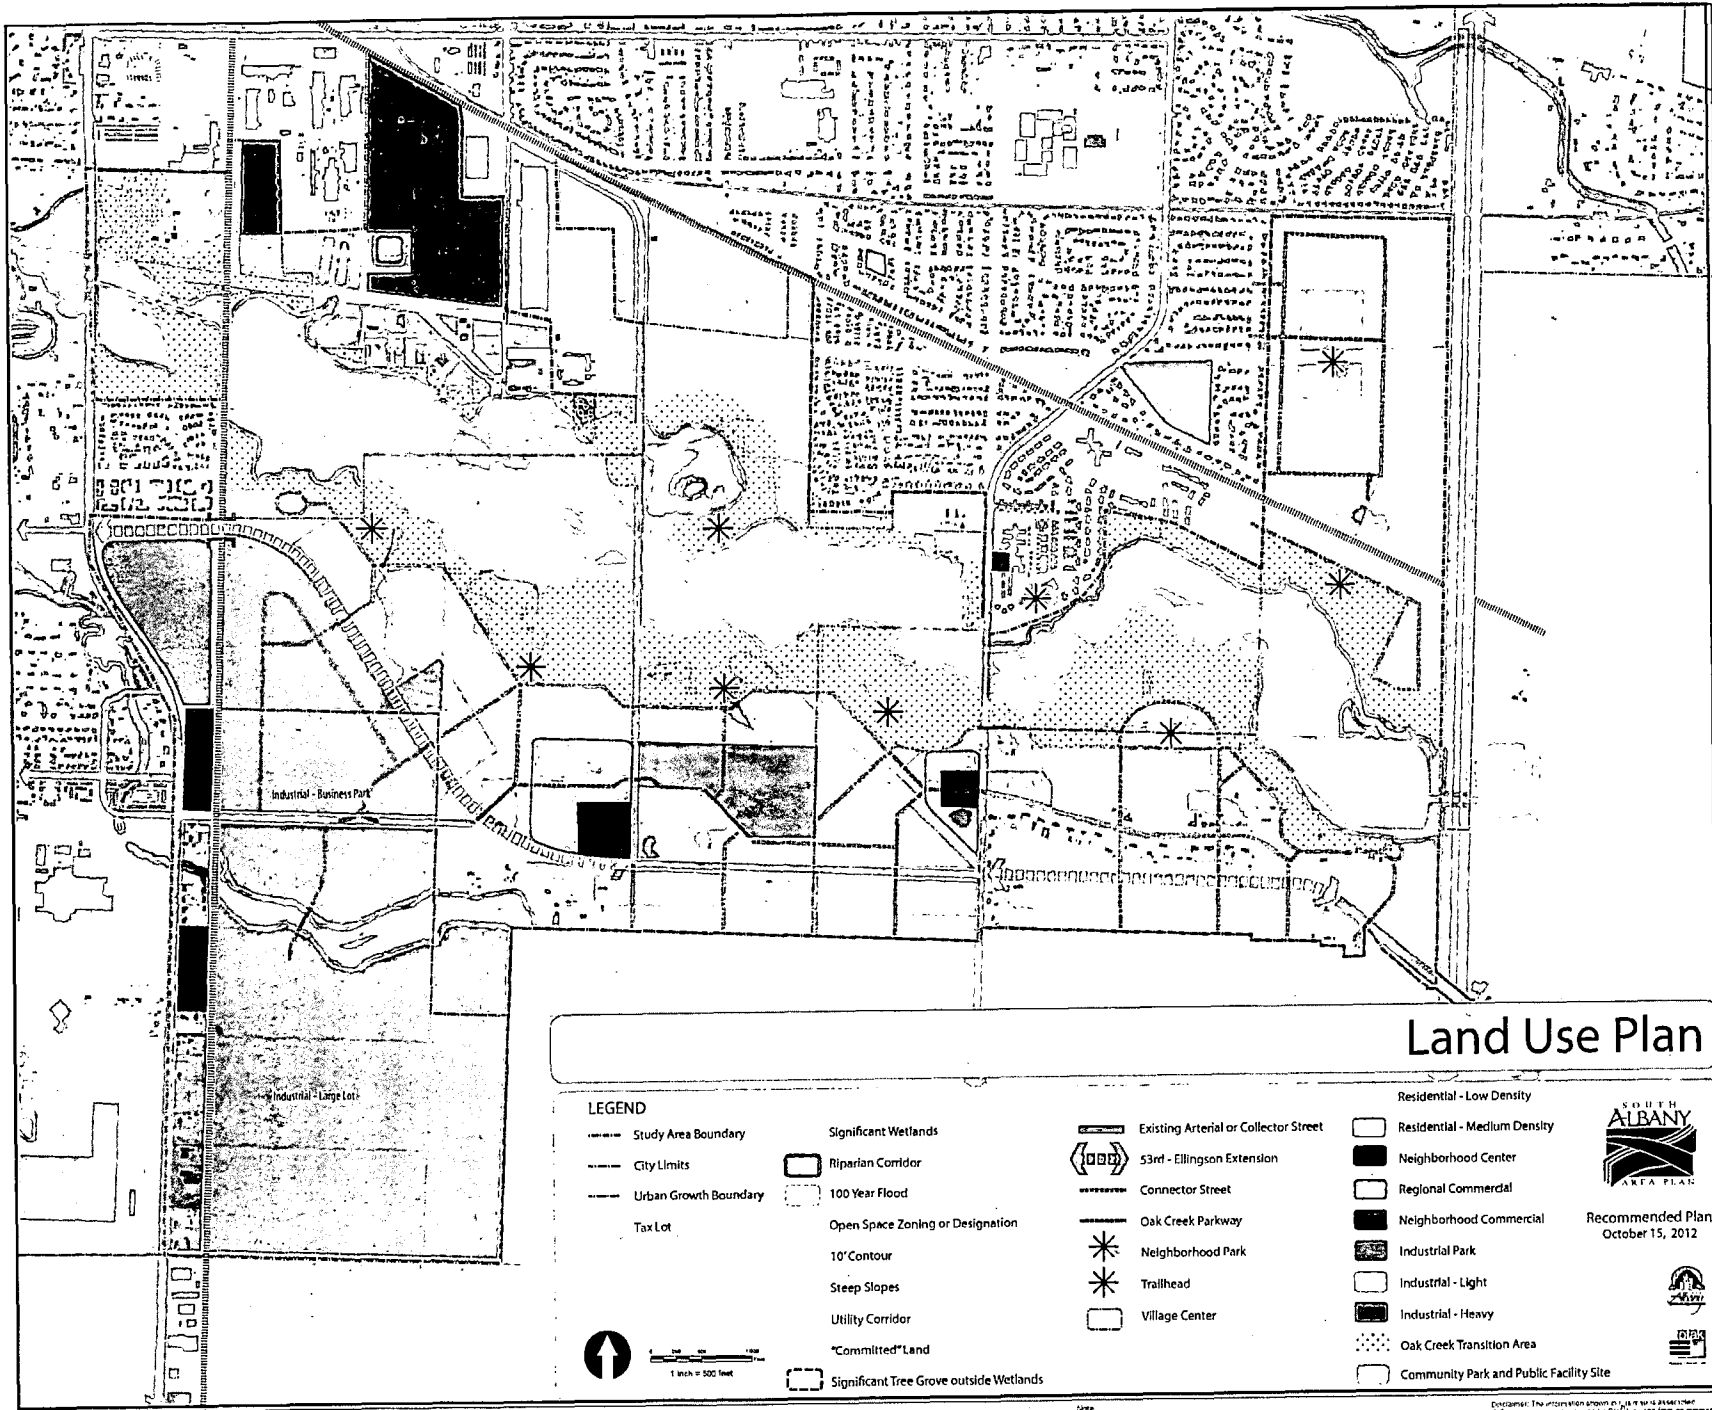 Industrial - Business Park
Industrial - Large Lot
Land Use Plan
LEGEND
Study Area Boundary
City Limits
Urban Growth Boundary
Tax Lot
Significant Wetlands
Riparian Corridor
100 Year Flood
Open Space Zoning or Designation
10' Contour
Steep Slopes
Utility Corridor
"Committed" Land
Significant Tree Grove outside Wetlands
Existing Arterial or Collector Street
53rd - Ellingson Extension
Connector Street
Oak Creek Parkway
Neighborhood Park
Trailhead
Village Center
Residential - Low Density
Residential - Medium Density
Neighborhood Center
Regional Commercial
Neighborhood Commercial
Industrial Park
Industrial - Light
Industrial - Heavy
Oak Creek Transition Area
Community Park and Public Facility Site
SOUTH
ALBANY
AREA PLAN
Recommended Plan
October 15, 2012
1 inch = 500 feet
Note